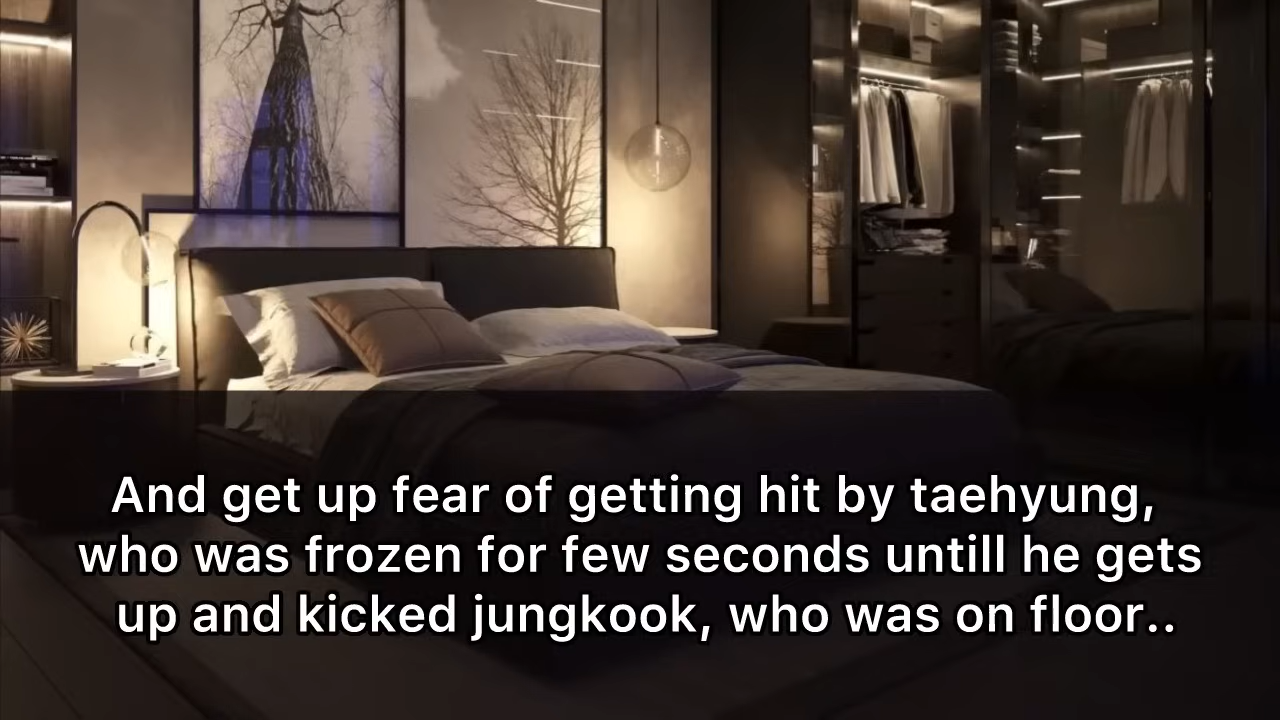 And get up fear of getting hit by taehyung,
who was frozen for few seconds untill he gets
up and kicked jungkook, who was on floor..